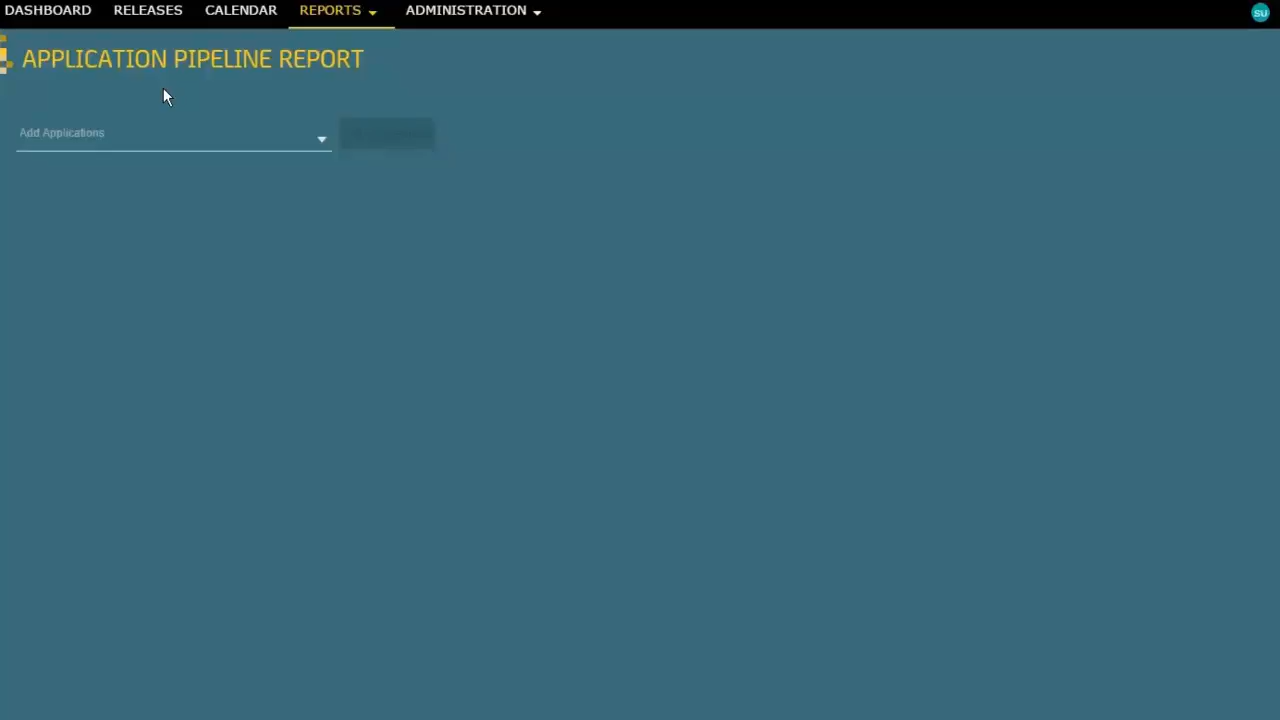 DASHBOARD RELEASES CALENDAR REPORTS ADMINISTRATION SU
APPLICATION PIPELINE REPORT
Add Applications